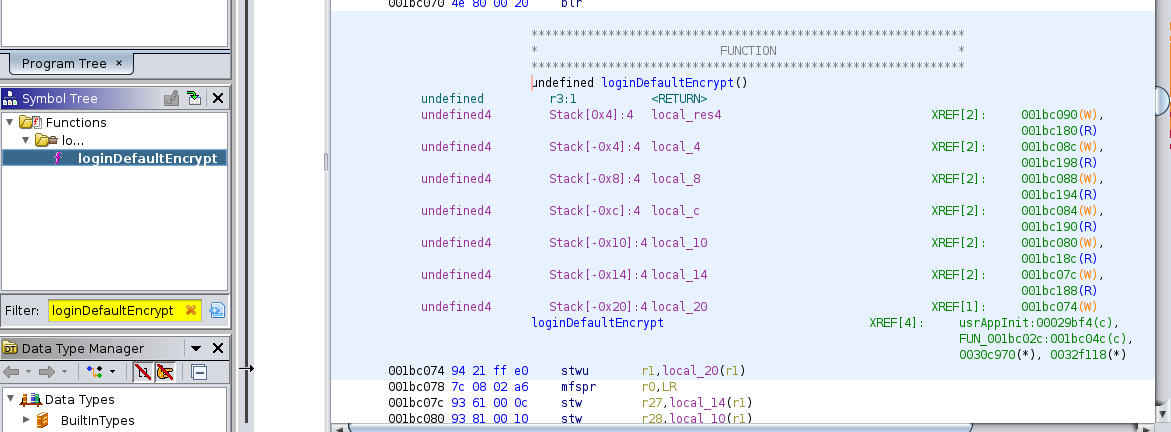 001bc070 4e 80 00 20 blr
Program Tree ×
Symbol Tree
Functions
lo...
f loginDefaultEncrypt
Filter: loginDefaultEncrypt
Data Type Manager
Data Types
BuiltInTypes
*************************************************************
* FUNCTION *
*************************************************************
undefined loginDefaultEncrypt()
undefined r3:1 <RETURN>
undefined4 Stack[0x4]:4 local_res4 XREF[2]: 001bc090(W),
001bc180(R)
undefined4 Stack[-0x4]:4 local_4 XREF[2]: 001bc08c(W),
001bc198(R)
undefined4 Stack[-0x8]:4 local_8 XREF[2]: 001bc088(W),
001bc194(R)
undefined4 Stack[-0xc]:4 local_c XREF[2]: 001bc084(W),
001bc190(R)
undefined4 Stack[-0x10]:4 local_10 XREF[2]: 001bc080(W),
001bc18c(R)
undefined4 Stack[-0x14]:4 local_14 XREF[2]: 001bc07c(W),
001bc188(R)
undefined4 Stack[-0x20]:4 local_20 XREF[1]: 001bc074(W)
loginDefaultEncrypt XREF[4]: usrAppInit:00029bf4(c),
FUN_001bc02c:001bc04c(c),
0030c970(*), 0032f118(*)
001bc074 94 21 ff e0 stwu r1,local_20(r1)
001bc078 7c 08 02 a6 mfspr r0,LR
001bc07c 93 61 00 0c stw r27,local_14(r1)
001bc080 93 81 00 10 stw r28,local_10(r1)